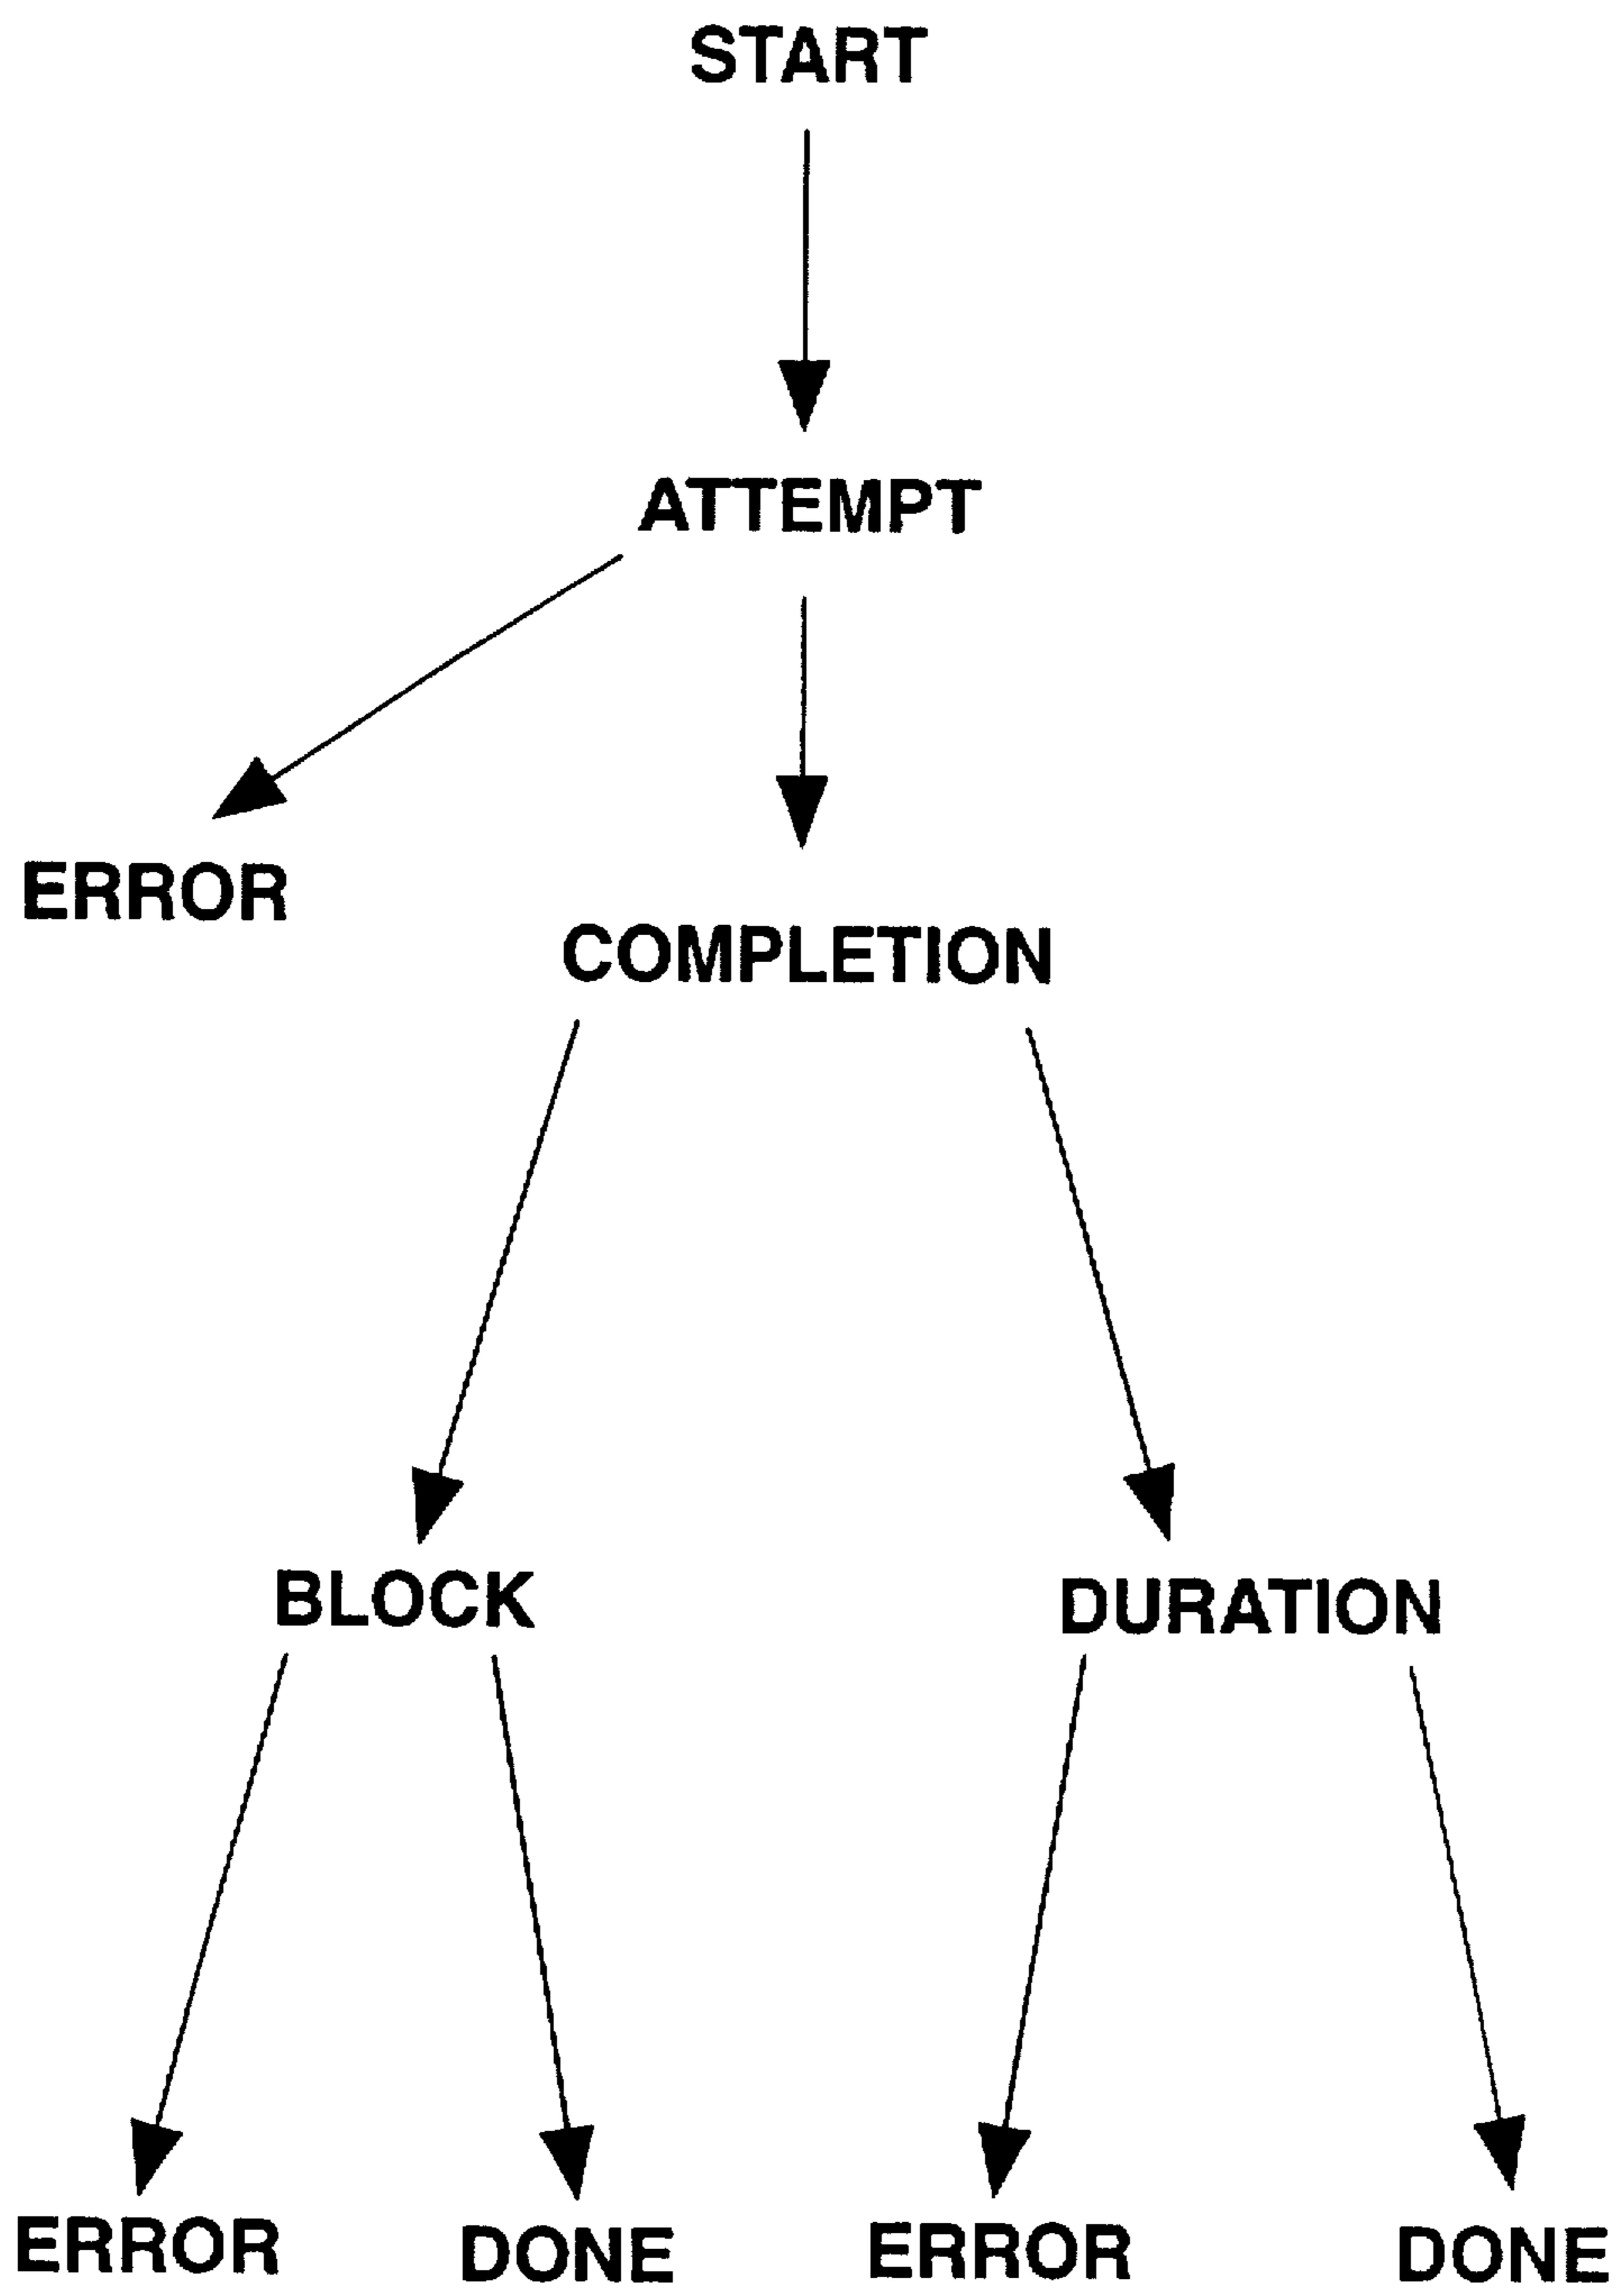 START
ATTEMPT
ERROR
COMPLETION
BLOCK
DURATION
ERROR
DONE
ERROR
DONE